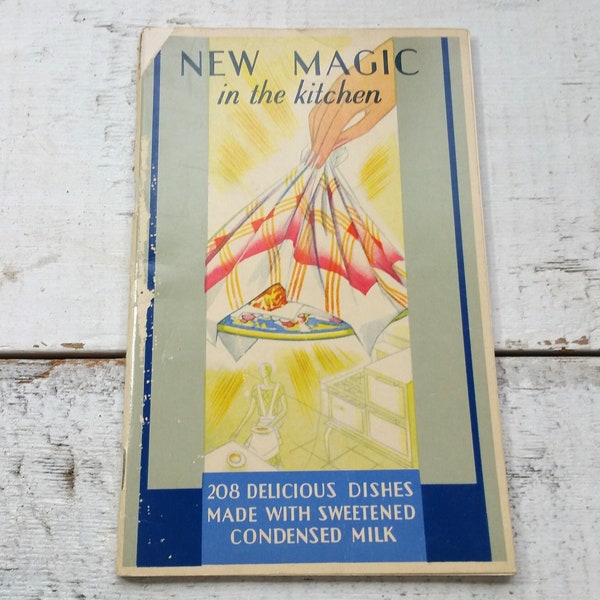 NEW MAGIC
in the kitchen
208 DELICIOUS DISHES
MADE WITH SWEETENED
CONDENSED MILK